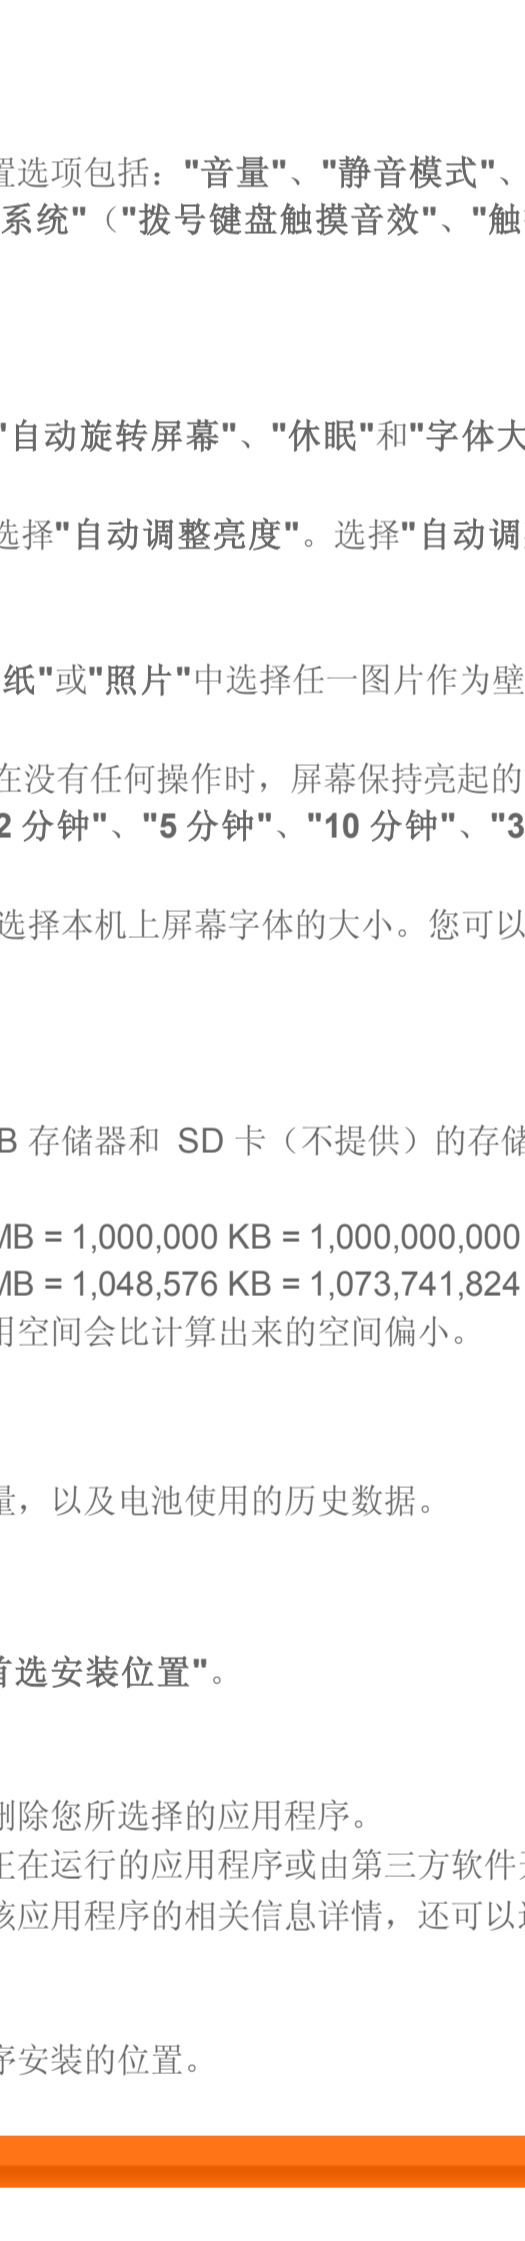 置选项包括："音量"、"静音模式"、
系统"（"拨号键盘触摸音效"、"触
"自动旋转屏幕"、"休眠"和"字体大
选择"自动调整亮度"。选择"自动调
纸"或"照片"中选择任一图片作为壁
在没有任何操作时，屏幕保持亮起的
2 分钟"、"5 分钟"、"10 分钟"、"3
选择本机上屏幕字体的大小。您可以
B 存储器和 SD 卡（不提供）的存储
MB = 1,000,000 KB = 1,000,000,000
MB = 1,048,576 KB = 1,073,741,824
用空间会比计算出来的空间偏小。
量，以及电池使用的历史数据。
首选安装位置"。
删除您所选择的应用程序。
正在运行的应用程序或由第三方软件
该应用程序的相关信息详情，还可以
序安装的位置。